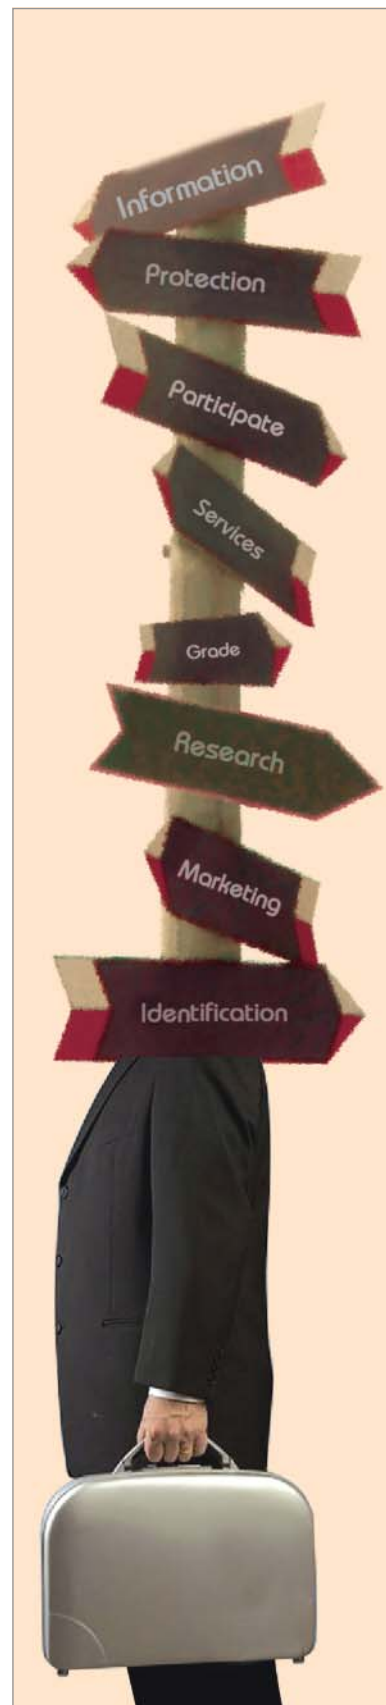 Information
Protection
Participate
Services
Grade
Research
Marketing
Identification